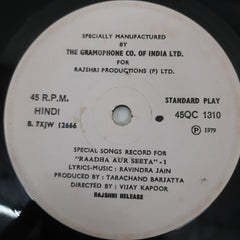 SPECIALLY MANUFACTURED
BY
THE GRAMOPHONE CO. OF INDIA LTD.
FOR
RAJSHRI PRODUCTIONS (P) LTD.
45 R.P.M.
HINDI
B. 7XJW 12666
STANDARD PLAY
45QC 1310
Ⓟ 1979
SPECIAL SONGS RECORD FOR
"RAADHA AUR SEETA"-1
LYRICS-MUSIC : RAVINDRA JAIN
PRODUCED BY : TARACHAND BARJATYA
DIRECTED BY : VIJAY KAPOOR
RAJSHRI RELEASE